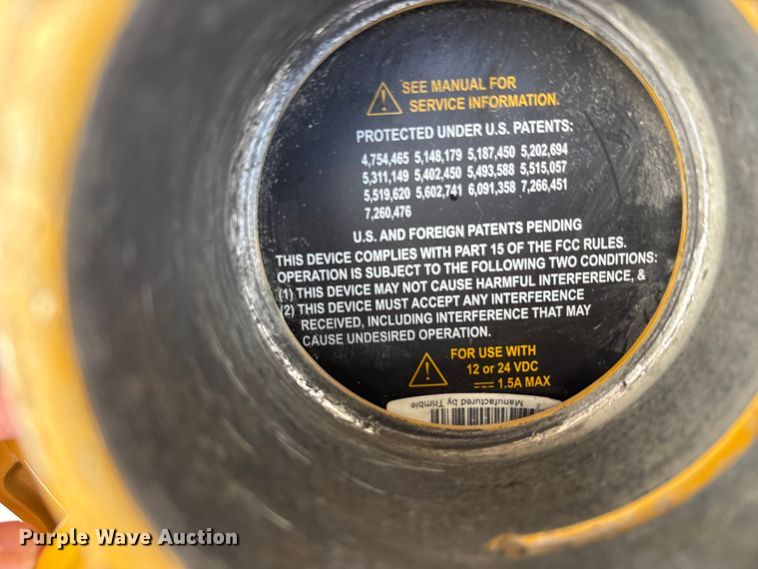 SEE MANUAL FOR
SERVICE INFORMATION.
PROTECTED UNDER U.S. PATENTS:
4,754,465 5,148,179 5,187,450 5,202,694
5,311,149 5,402,450 5,493,588 5,515,057
5,519,620 5,602,741 6,091,358 7,266,451
7,260,476
U.S. AND FOREIGN PATENTS PENDING
THIS DEVICE COMPLIES WITH PART 15 OF THE FCC RULES.
OPERATION IS SUBJECT TO THE FOLLOWING TWO CONDITIONS:
(1) THIS DEVICE MAY NOT CAUSE HARMFUL INTERFERENCE, &
(2) THIS DEVICE MUST ACCEPT ANY INTERFERENCE
RECEIVED, INCLUDING INTERFERENCE THAT MAY
CAUSE UNDESIRED OPERATION.
FOR USE WITH
12 or 24 VDC
1.5A MAX
Manufactured by Trimble
Purple Wave Auction